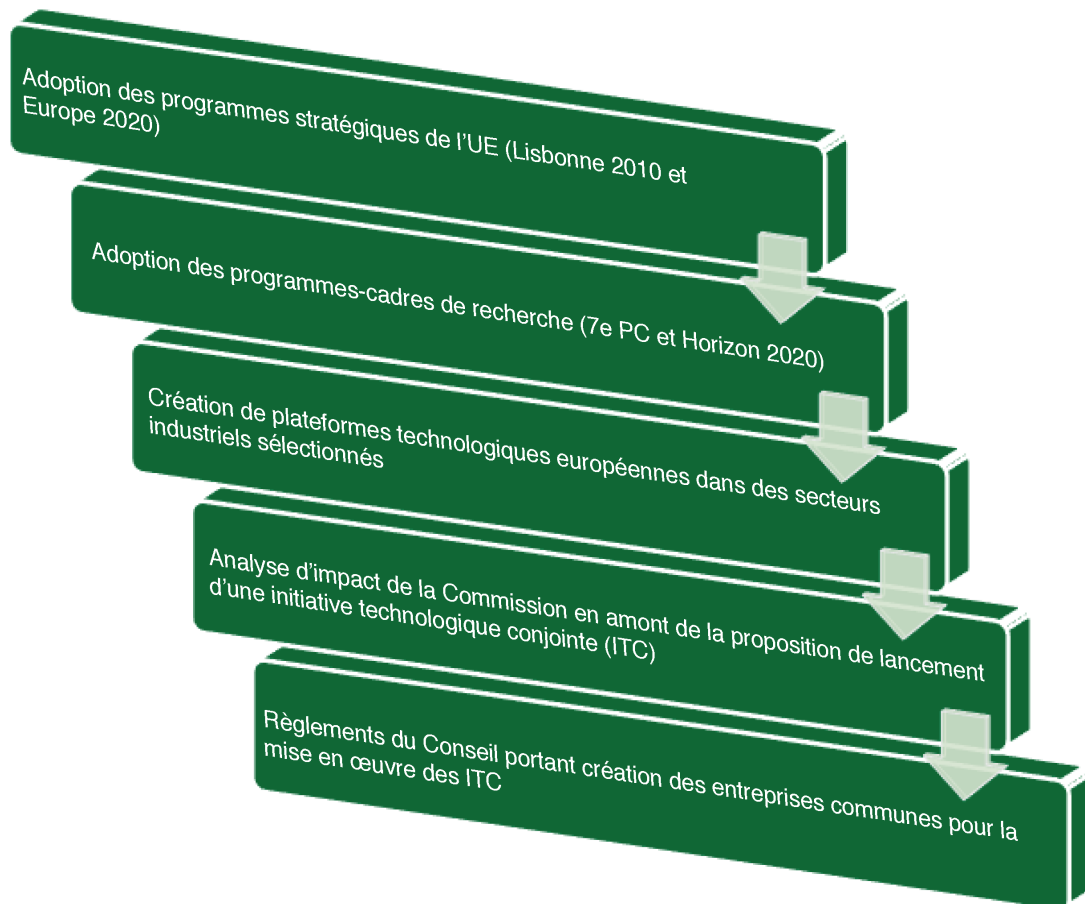 Adoption des programmes stratégiques de l'UE (Lisbonne 2010 et
Europe 2020)
Adoption des programmes-cadres de recherche (7e PC et Horizon 2020)
Création de plateformes technologiques européennes dans des secteurs
industriels sélectionnés
Analyse d'impact de la Commission en amont de la proposition de lancement
d'une initiative technologique conjointe (ITC)
Règlements du Conseil portant création des entreprises communes pour la
mise en œuvre des ITC